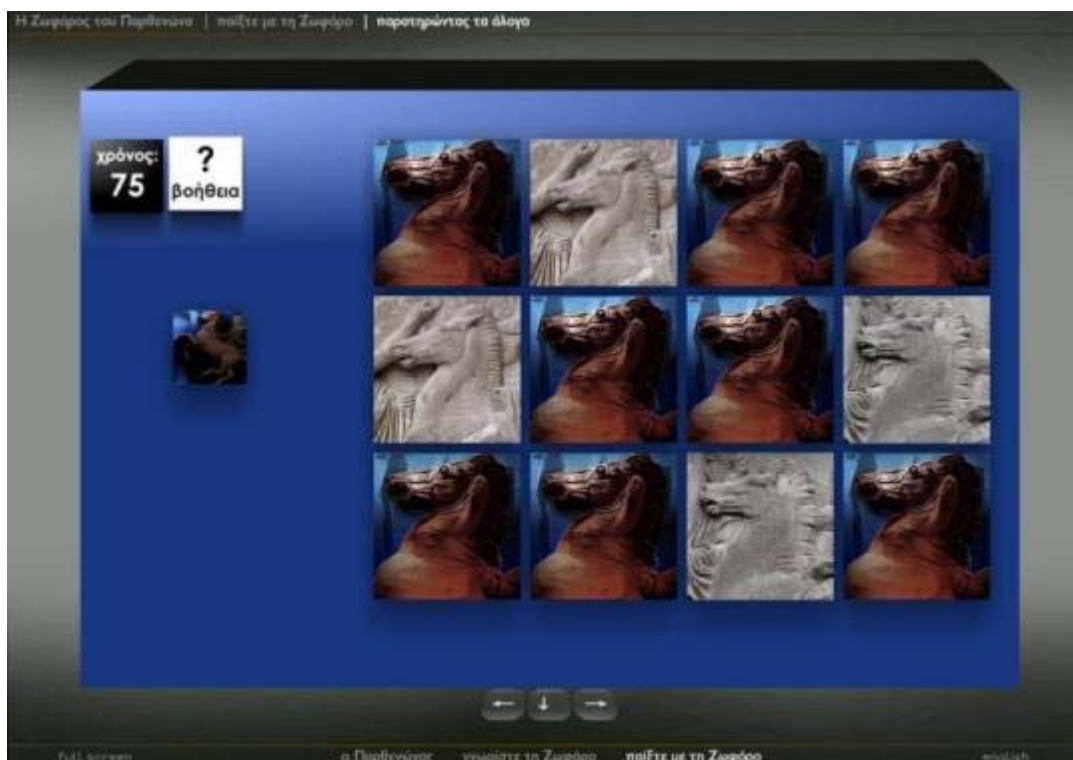 Η Ζωφόρος του Παρθενώνα | παίξτε με τη Ζωφόρο | παρατηρώντας τα άλογα
χρόνος:
75
?
βοήθεια
← ↓ →
full screen ο Παρθενώνας γνωρίστε τη Ζωφόρο παίξτε με τη Ζωφόρο english